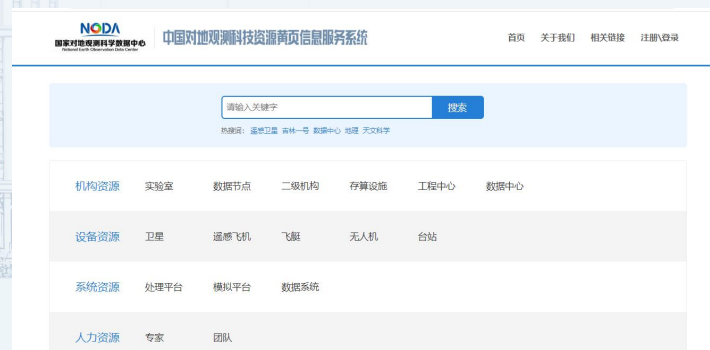 NODA
国家对地观测科学数据中心
National Earth Observation Data Center
中国对地观测科技资源黄页信息服务系统
首页 关于我们 相关链接 注册\登录
请输入关键字 搜索
热搜词: 遥感卫星 吉林一号 数据中心 地理 天文科学
机构资源 实验室 数据节点 二级机构 存算设施 工程中心 数据中心
设备资源 卫星 遥感飞机 飞艇 无人机 台站
系统资源 处理平台 模拟平台 数据系统
人力资源 专家 团队